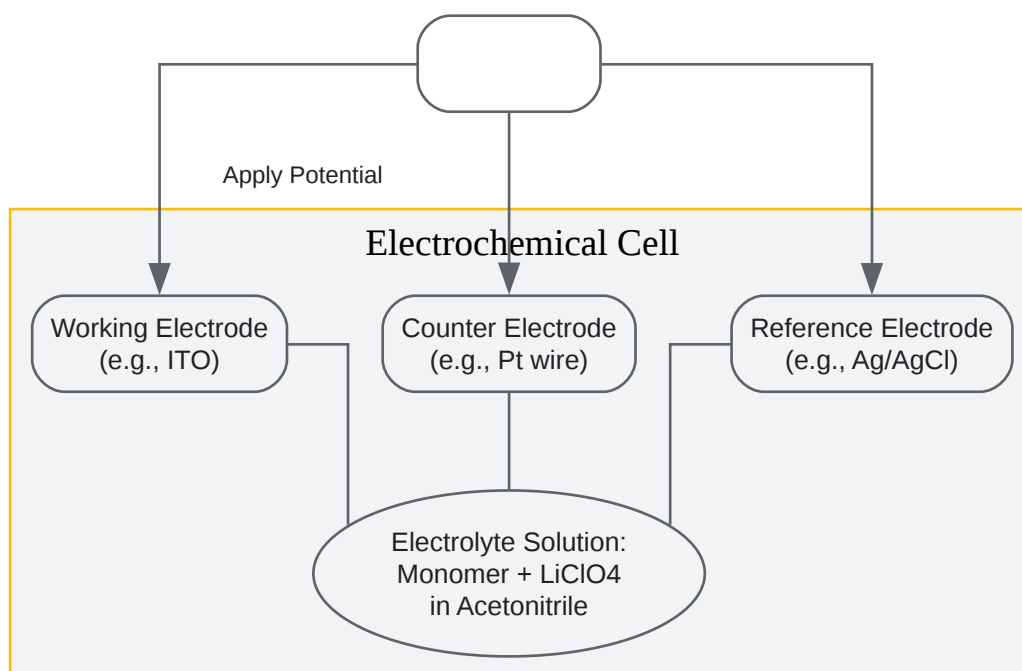 Apply Potential
Electrochemical Cell
Working Electrode
(e.g., ITO)
Counter Electrode
(e.g., Pt wire)
Reference Electrode
(e.g., Ag/AgCl)
Electrolyte Solution:
Monomer + LiClO4
in Acetonitrile